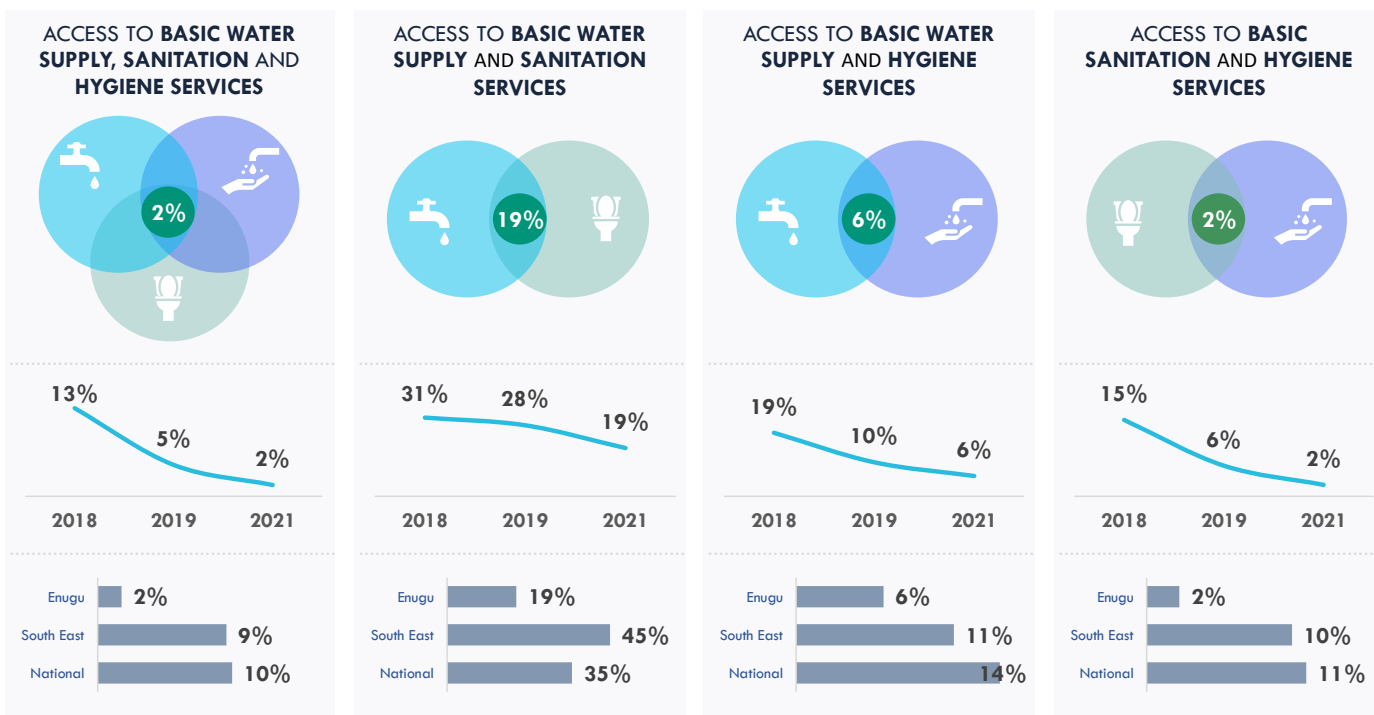 ACCESS TO BASIC WATER
SUPPLY, SANITATION AND
HYGIENE SERVICES
2%
13%
5%
2%
2018 2019 2021
Enugu 2%
South East 9%
National 10%
ACCESS TO BASIC WATER
SUPPLY AND SANITATION
SERVICES
19%
31%
28%
19%
2018 2019 2021
Enugu 19%
South East 45%
National 35%
ACCESS TO BASIC WATER
SUPPLY AND HYGIENE
SERVICES
6%
19%
10%
6%
2018 2019 2021
Enugu 6%
South East 11%
National 14%
ACCESS TO BASIC
SANITATION AND HYGIENE
SERVICES
2%
15%
6%
2%
2018 2019 2021
Enugu 2%
South East 10%
National 11%